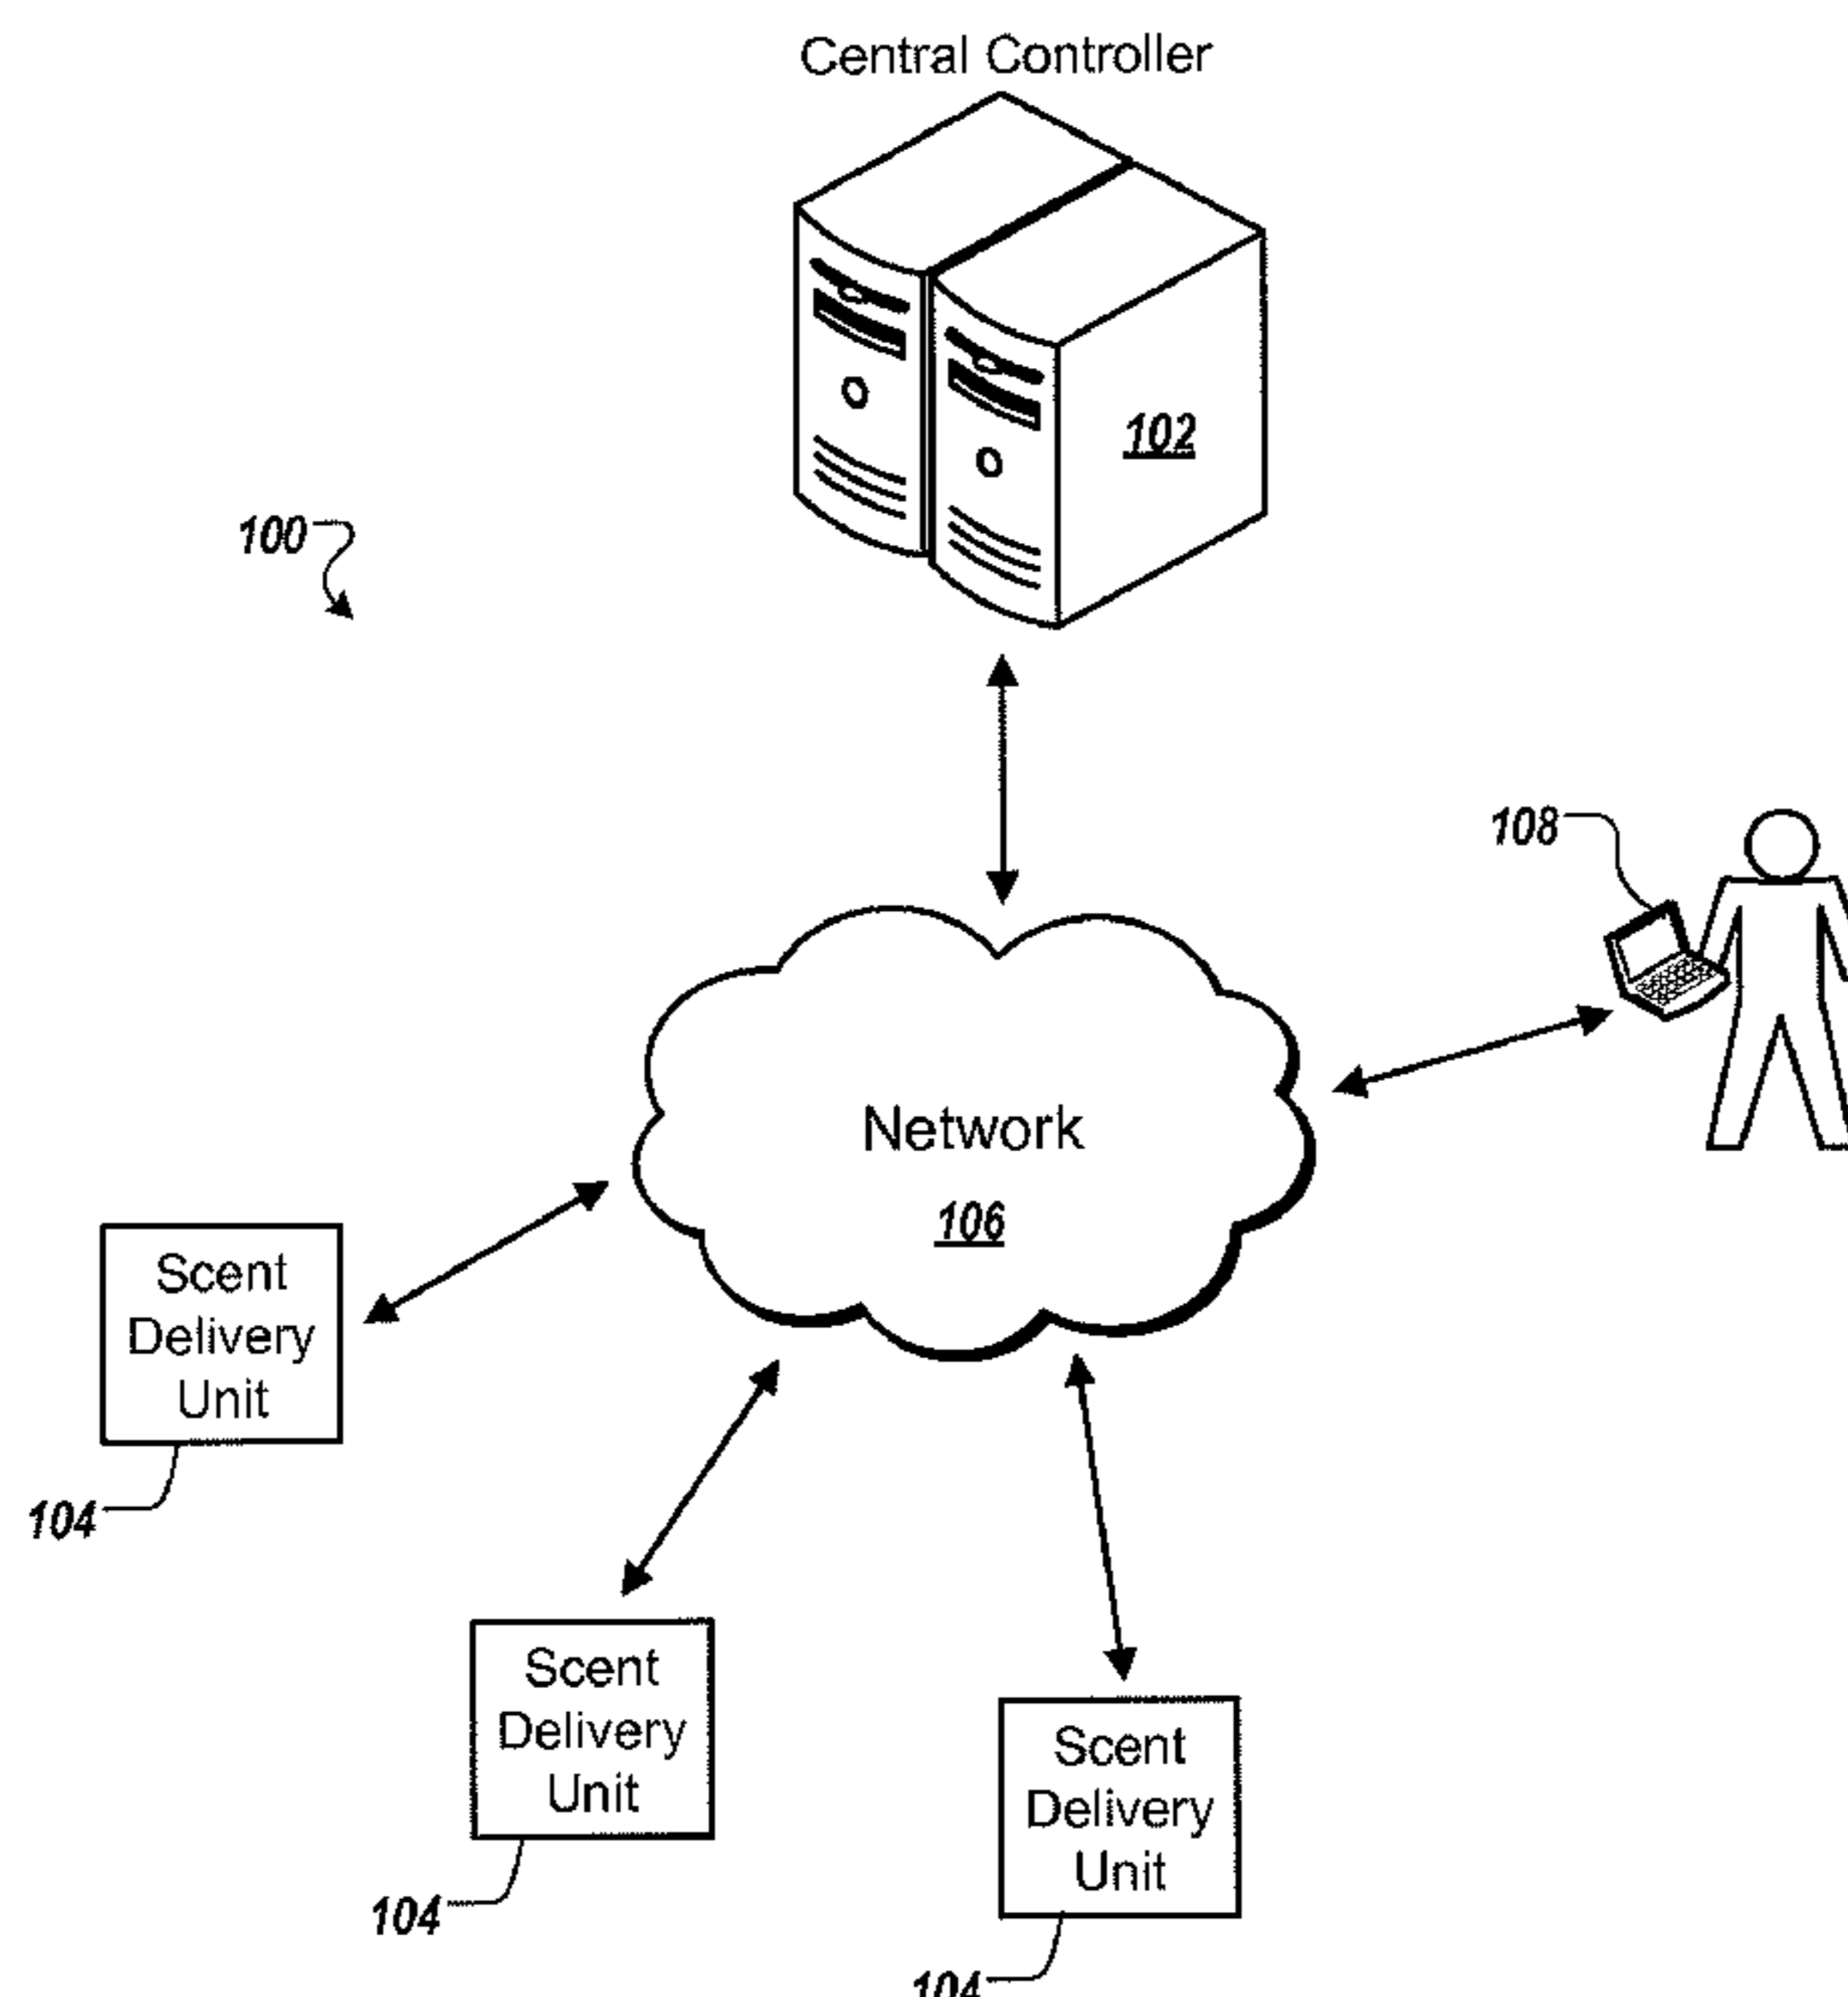 Central Controller
102
100
108
Network
106
Scent
Delivery
Unit
104
Scent
Delivery
Unit
104
Scent
Delivery
Unit
104